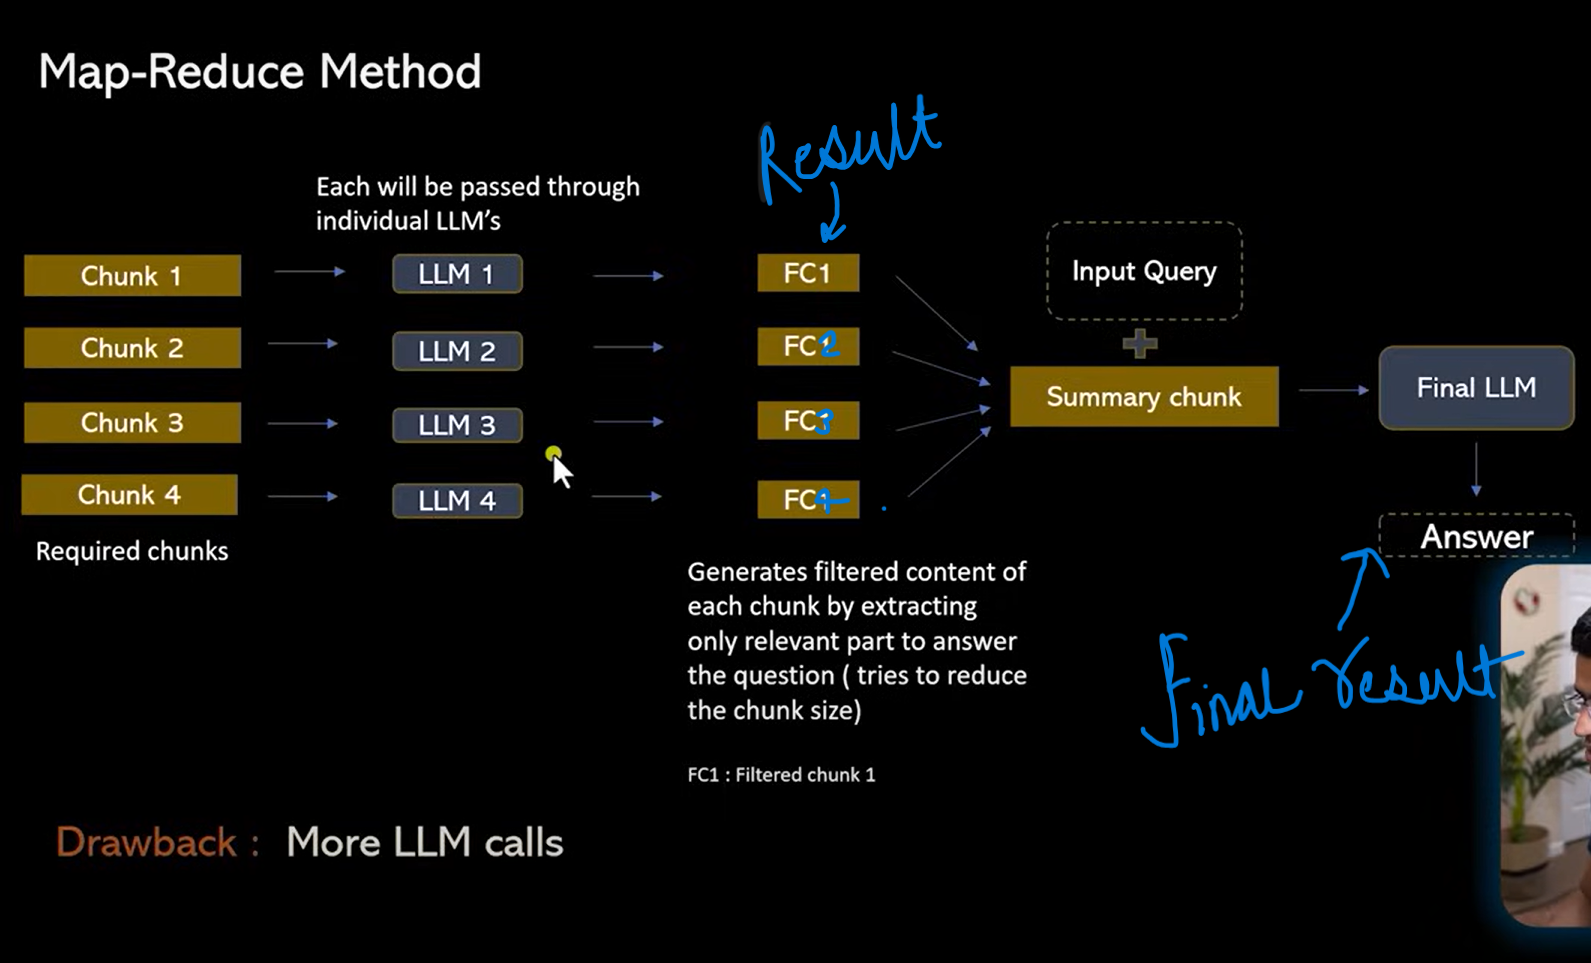 Map-Reduce Method
Result
Each will be passed through
individual LLM's
Chunk 1
LLM 1
FC1
Chunk 2
LLM 2
FC2
Chunk 3
LLM 3
FC3
Chunk 4
LLM 4
FC4
Required chunks
Input Query
Summary chunk
Final LLM
Answer
Generates filtered content of
each chunk by extracting
only relevant part to answer
the question ( tries to reduce
the chunk size)
FC1 : Filtered chunk 1
Final result
Drawback : More LLM calls